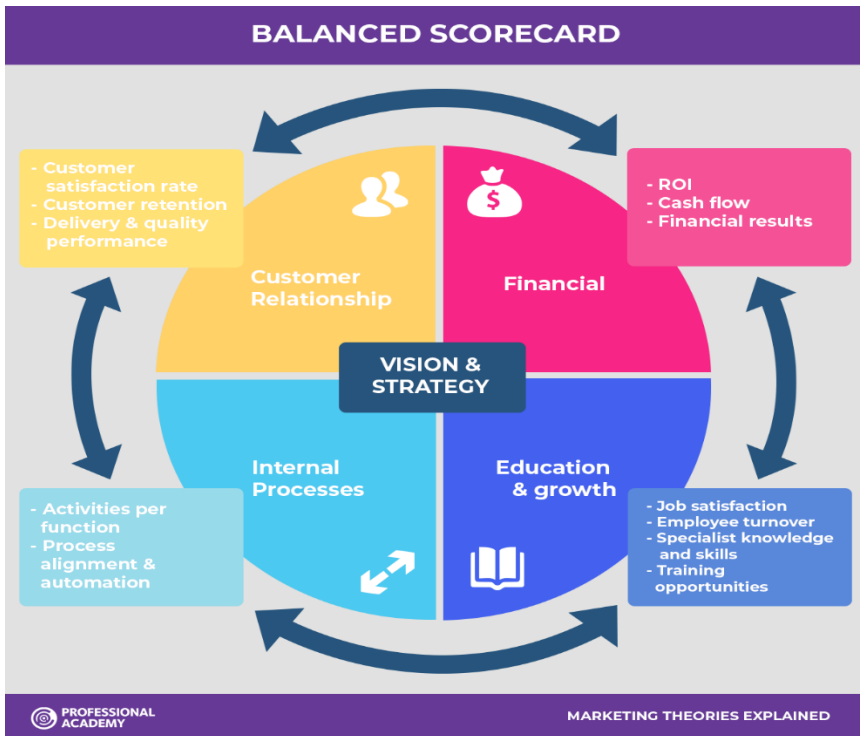 BALANCED SCORECARD
- Customer
satisfaction rate
- Customer retention
- Delivery & quality
performance
- ROI
- Cash flow
- Financial results
$
Customer
Relationship
Financial
VISION &
STRATEGY
Internal
Processes
Education
& growth
- Activities per
function
- Process
alignment &
automation
- Job satisfaction
- Employee turnover
- Specialist knowledge
and skills
- Training
opportunities
PROFESSIONAL
ACADEMY
MARKETING THEORIES EXPLAINED